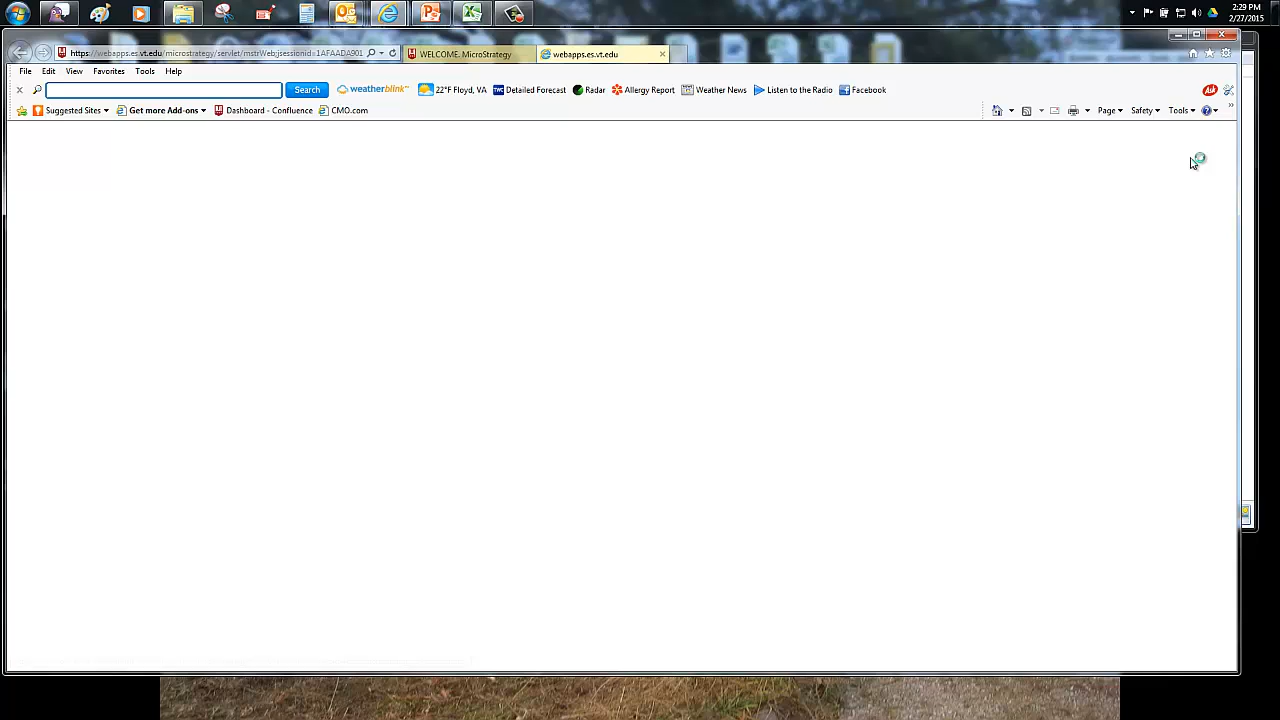 2:29 PM
2/27/2015
https://webapps.es.vt.edu/microstrategy/servlet/mstrWeb;jsessionid=1AFAADA901
WELCOME. MicroStrategy
webapps.es.vt.edu
File Edit View Favorites Tools Help
Search weatherblink 22°F Floyd, VA TWC Detailed Forecast Radar Allergy Report Weather News Listen to the Radio Facebook Ask
Suggested Sites Get more Add-ons Dashboard - Confluence CMO.com Page Safety Tools